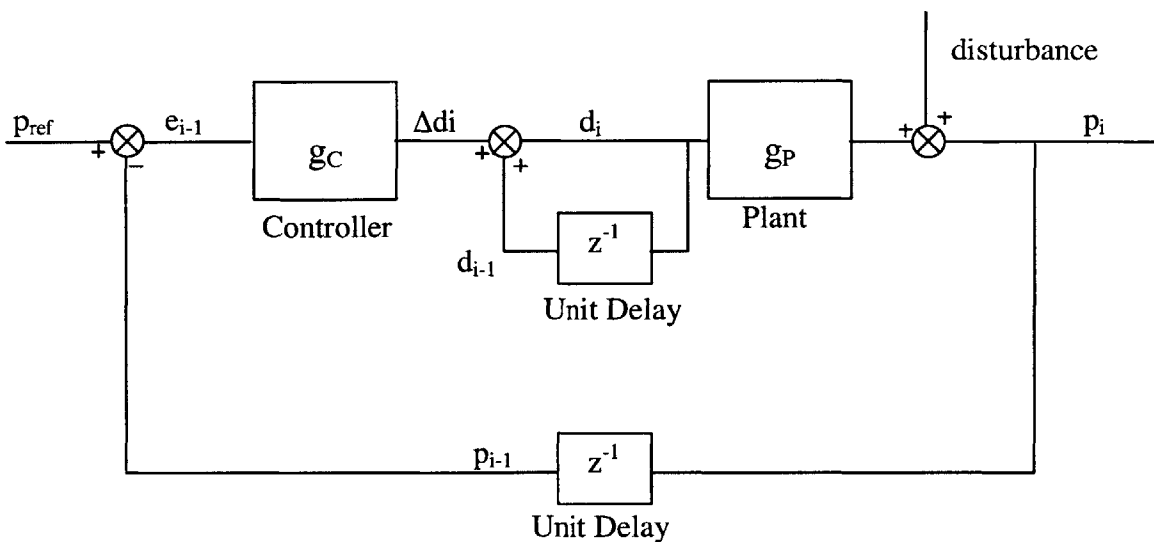 disturbance
p_ref
e_i-1
g_C
Controller
Δdi
d_i
g_P
Plant
p_i
+
−
+
+
+
+
d_i-1
z^-1
Unit Delay
p_i-1
z^-1
Unit Delay